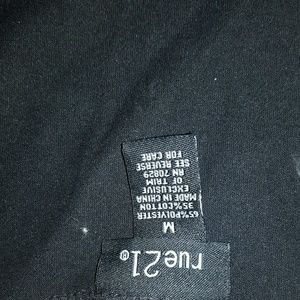 rue21®
M
65%POLYESTER
35%COTTON
MADE IN CHINA
EXCLUSIVE
OF TRIM
RN 70829
SEE REVERSE
FOR CARE